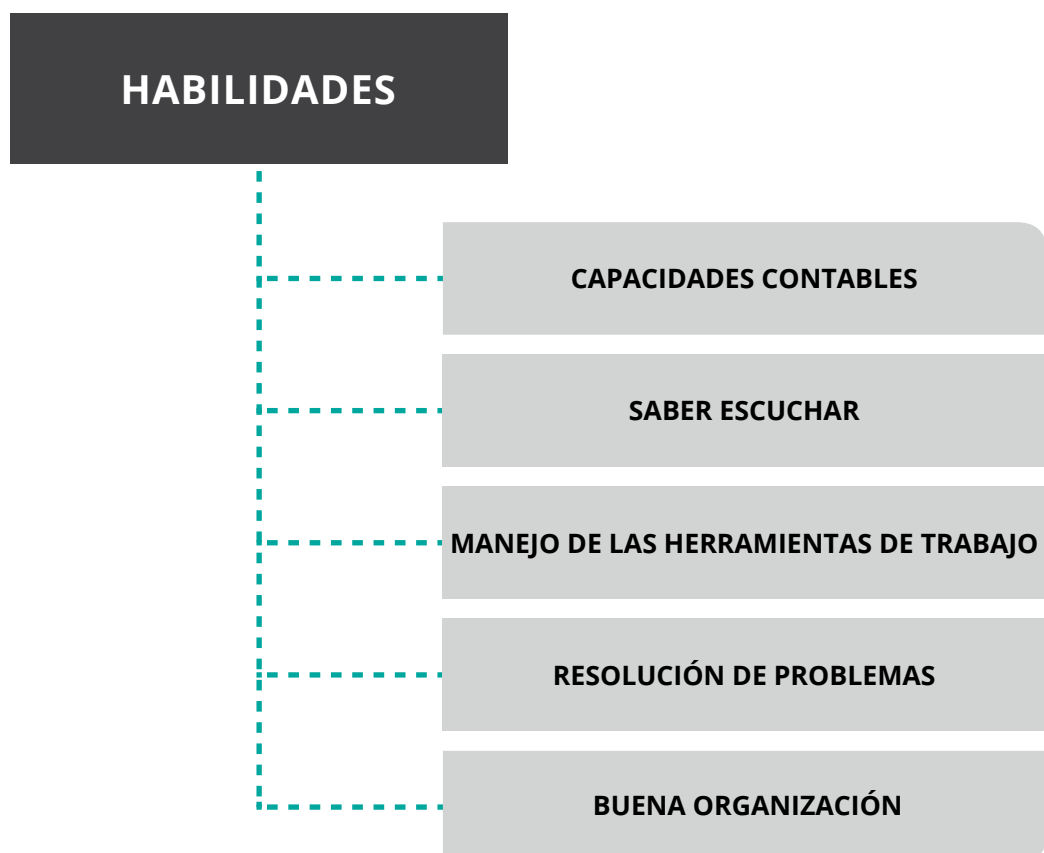 HABILIDADES
CAPACIDADES CONTABLES
SABER ESCUCHAR
MANEJO DE LAS HERRAMIENTAS DE TRABAJO
RESOLUCIÓN DE PROBLEMAS
BUENA ORGANIZACIÓN